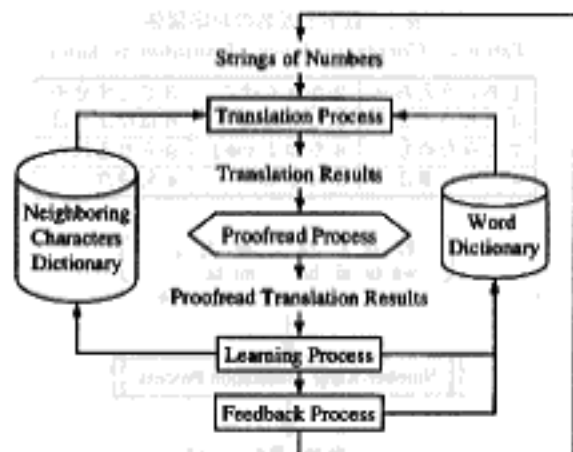 Strings of Numbers
Translation Process
Translation Results
Neighboring
Characters
Dictionary
Word
Dictionary
Proofread Process
Proofread Translation Results
Learning Process
Feedback Process